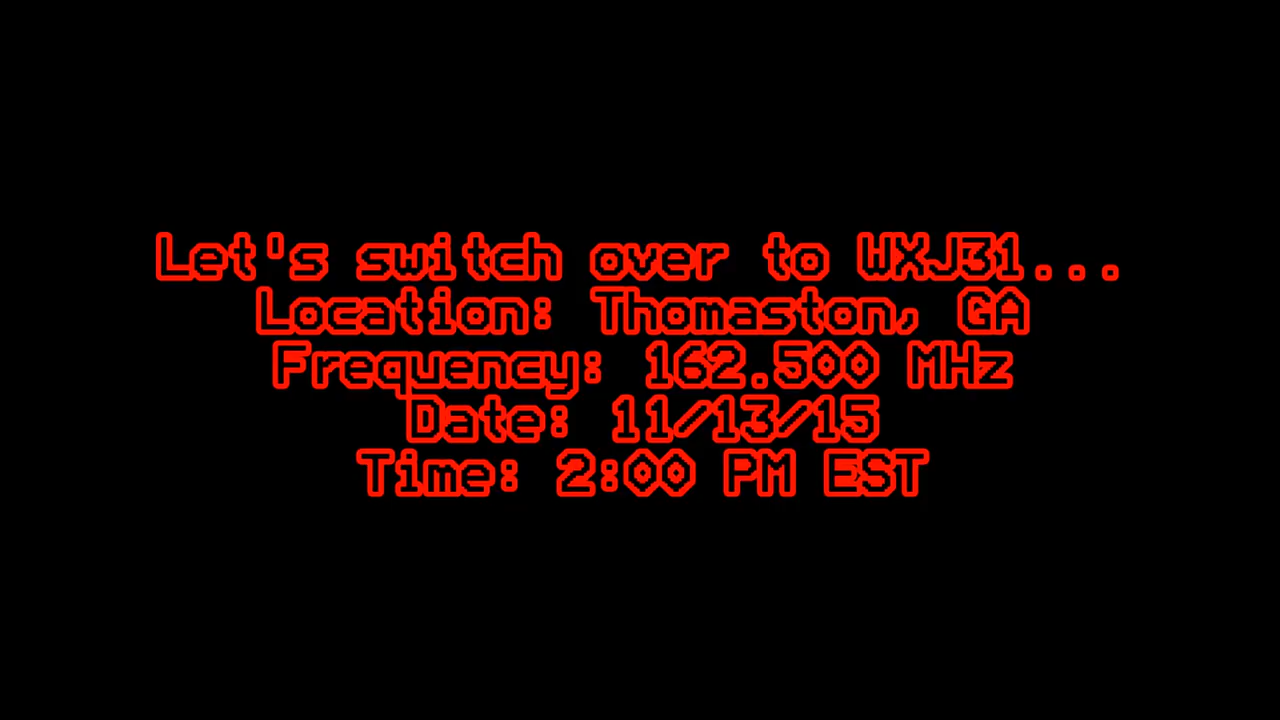 Let's switch over to WXJ31...
Location: Thomaston, GA
Frequency: 162.500 MHz
Date: 11/13/15
Time: 2:00 PM EST